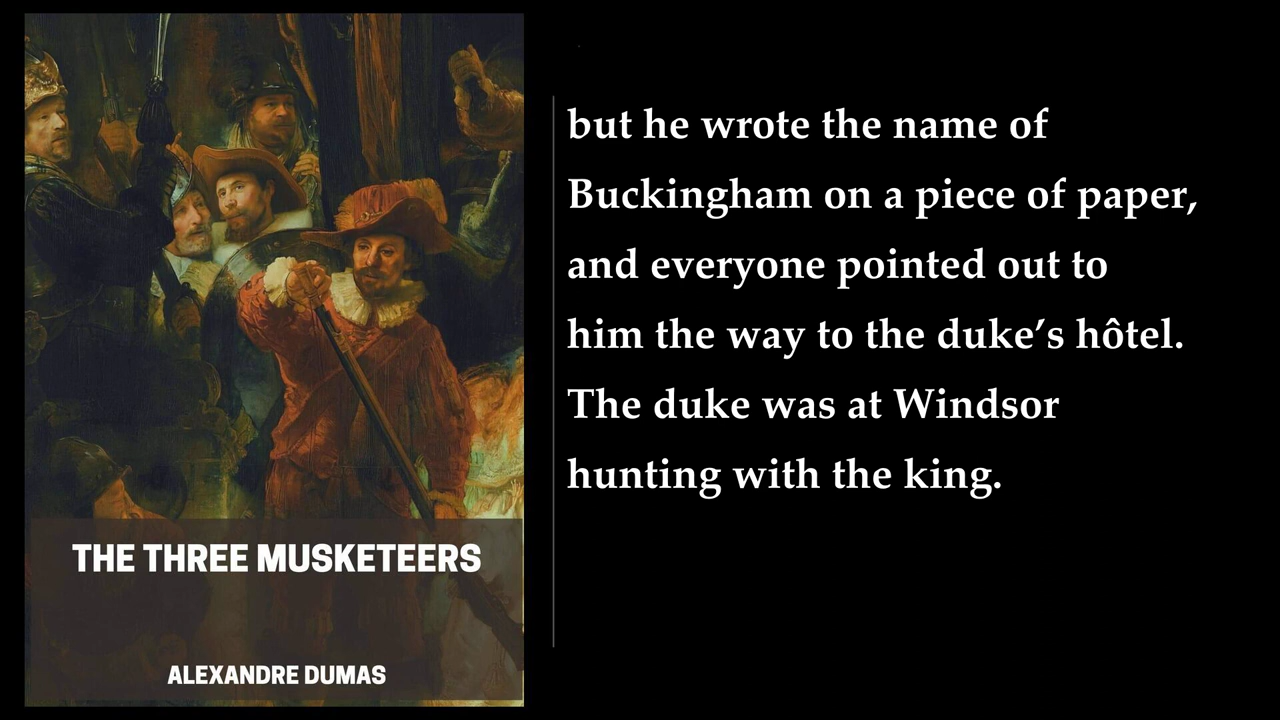 THE THREE MUSKETEERS
ALEXANDRE DUMAS
but he wrote the name of
Buckingham on a piece of paper,
and everyone pointed out to
him the way to the duke’s hôtel.
The duke was at Windsor
hunting with the king.